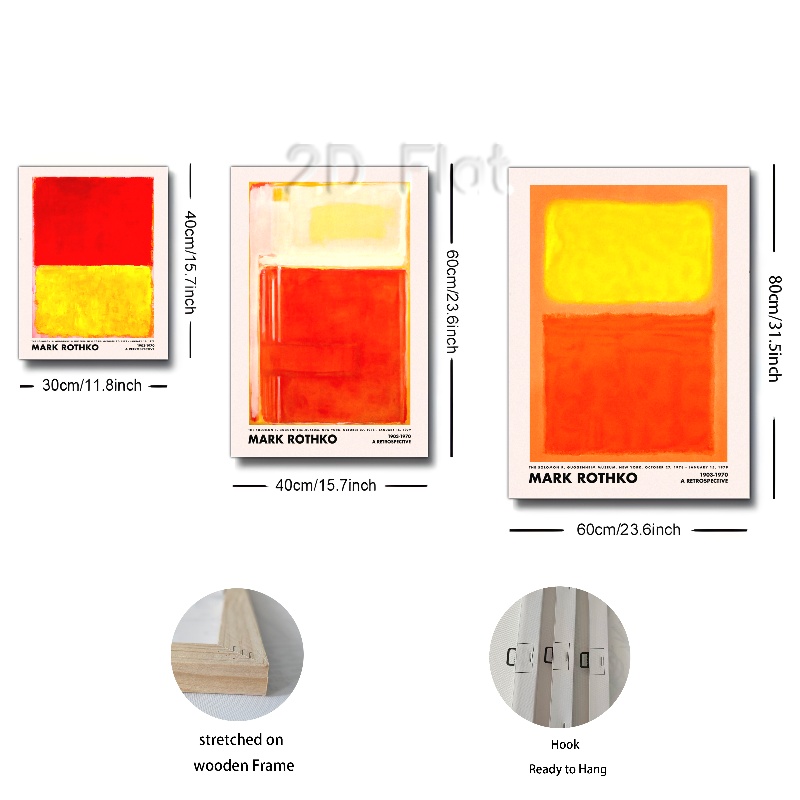 2D Flat
40cm/15.7inch
30cm/11.8inch
MARK ROTHKO
1903-1970
A RETROSPECTIVE
60cm/23.6inch
40cm/15.7inch
MARK ROTHKO
1903-1970
A RETROSPECTIVE
80cm/31.5inch
60cm/23.6inch
THE SOLOMON R. GUGGENHEIM MUSEUM, NEW YORK, OCTOBER 27, 1978 - JANUARY 14, 1979
MARK ROTHKO
1903-1970
A RETROSPECTIVE
stretched on
wooden Frame
Hook
Ready to Hang